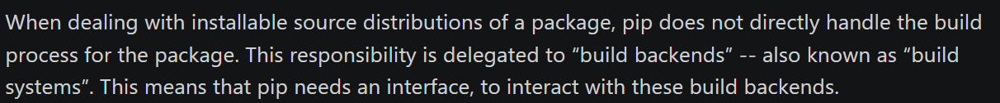 When dealing with installable source distributions of a package, pip does not directly handle the build
process for the package. This responsibility is delegated to “build backends” -- also known as “build
systems”. This means that pip needs an interface, to interact with these build backends.